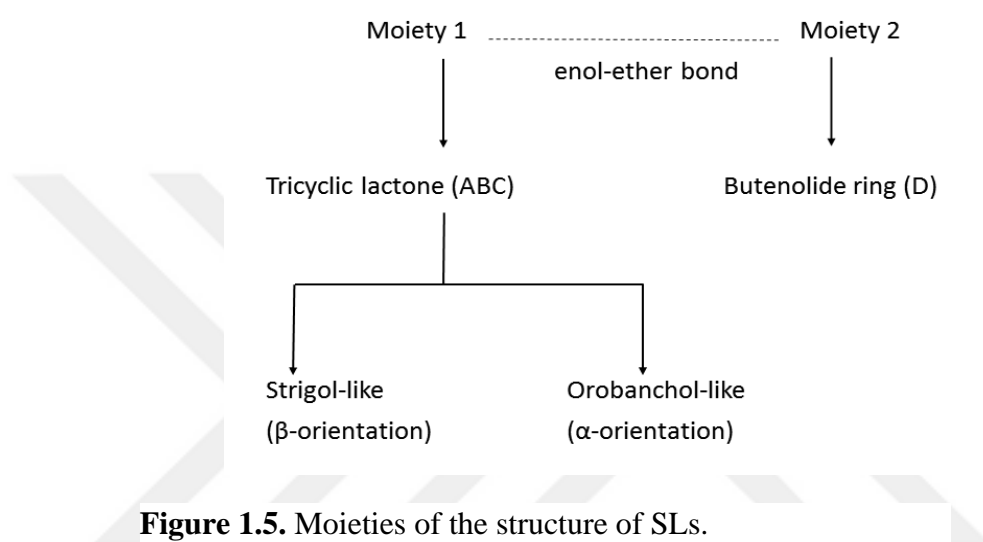 Moiety 1 Moiety 2
enol-ether bond
Tricyclic lactone (ABC) Butenolide ring (D)
Strigol-like Orobanchol-like
(β-orientation) (α-orientation)
Figure 1.5. Moieties of the structure of SLs.